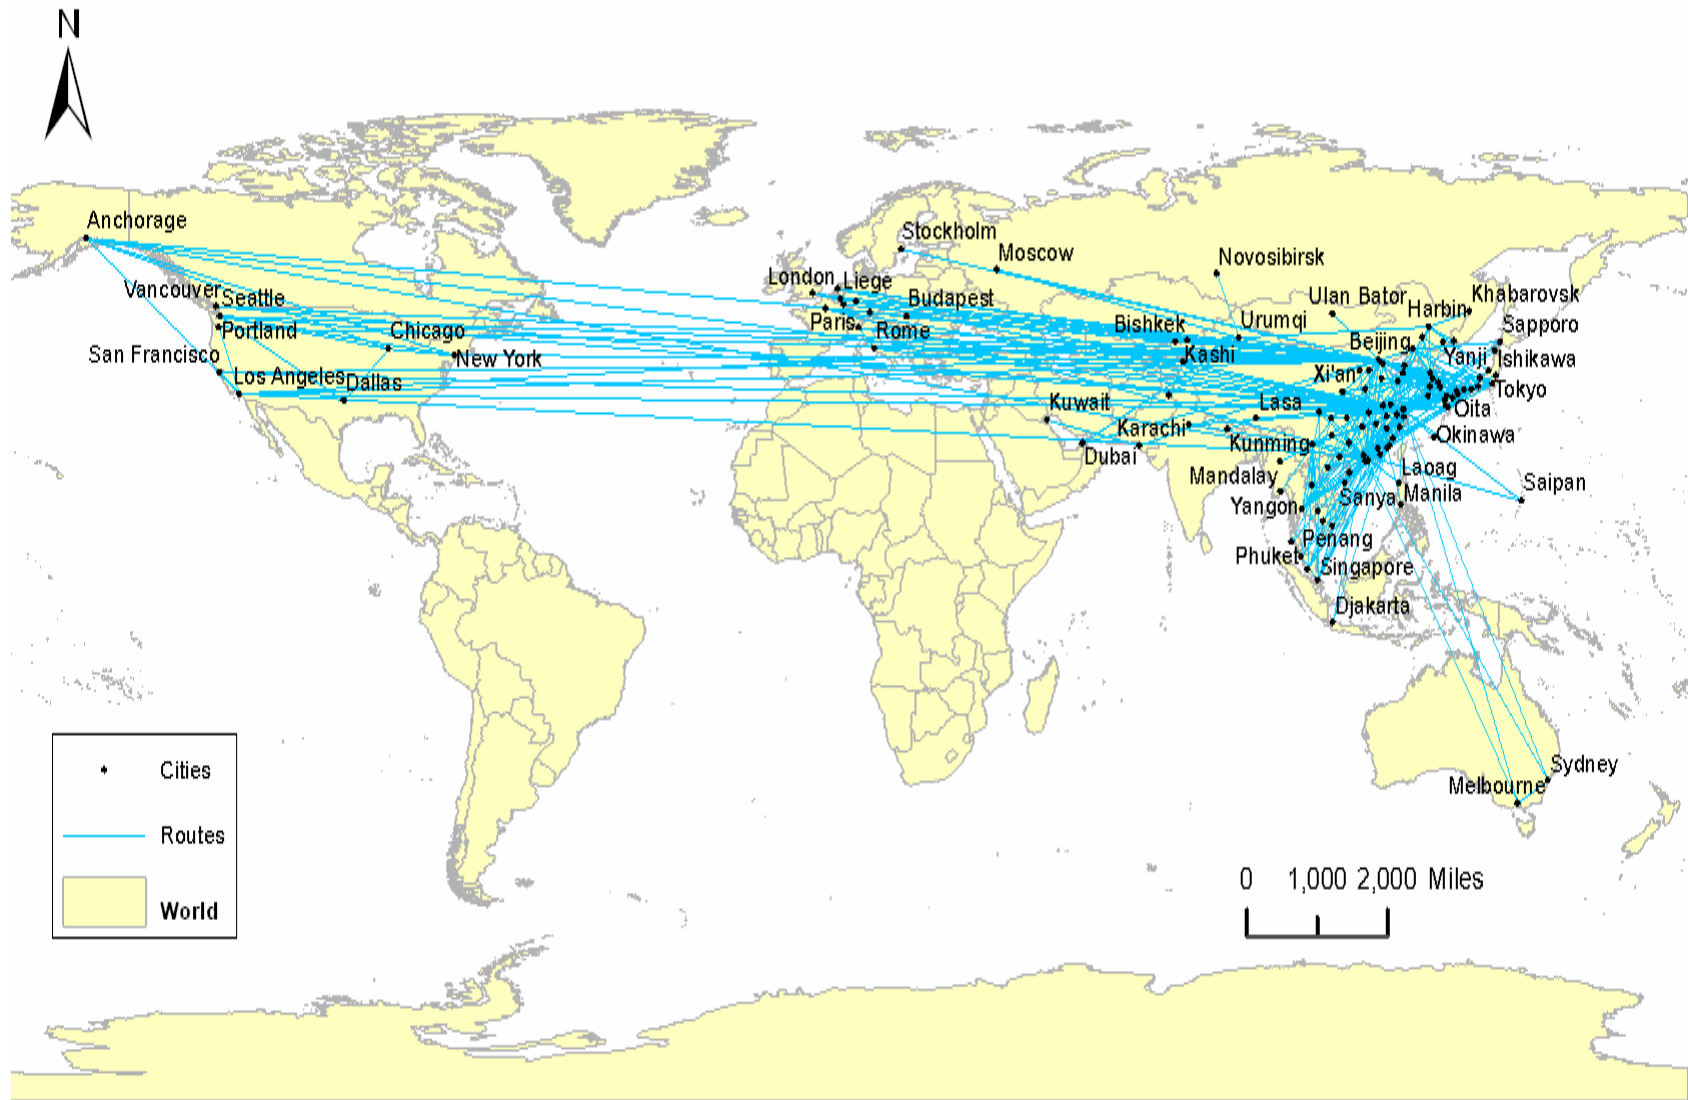 N
Anchorage
Stockholm
Moscow
Novosibirsk
London
Liege
Vancouver
Seattle
Budapest
Ulan Bator
Harbin
Khabarovsk
Portland
Chicago
Paris
Rome
Bishkek
Urumqi
Beijing
Sapporo
San Francisco
New York
Kashi
Yanji
Ishikawa
Los Angeles
Dallas
Xi'an
Tokyo
Kuwait
Lasa
Oita
Karachi
Kunming
Okinawa
Dubai
Mandalay
Laoag
Saipan
Yangon
Sanya
Manila
Penang
Phuket
Singapore
Djakarta
Sydney
Melbourne
Cities
Routes
World
0 1,000 2,000 Miles